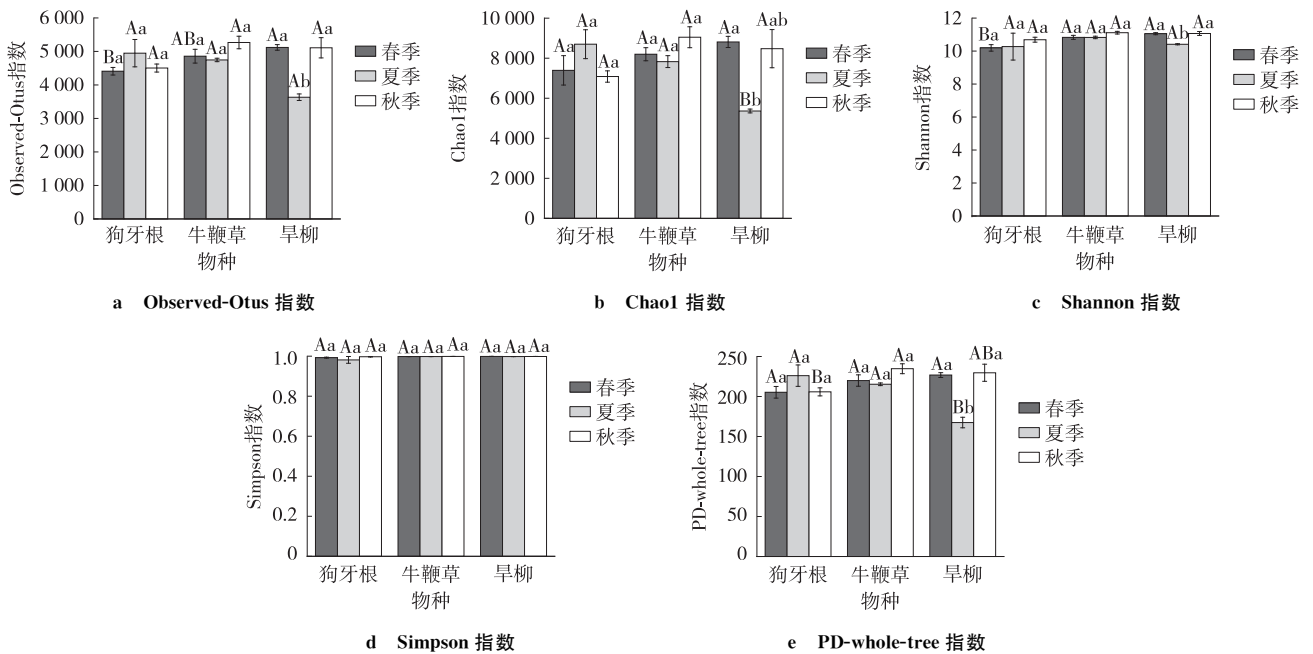 Observed-Otus指数
6 000
5 000
4 000
3 000
2 000
1 000
0
Ba Aa Aa ABa Aa Aa Aa Ab Aa
春季
夏季
秋季
狗牙根 牛鞭草 旱柳
物种
a Observed-Otus 指数
Chao1指数
10 000
8 000
6 000
4 000
2 000
0
Aa Aa Aa Aa Aa Aa Aa Bb Aab
春季
夏季
秋季
狗牙根 牛鞭草 旱柳
物种
b Chao1 指数
Shannon指数
12
10
8
6
4
2
0
Ba Aa Aa Aa Aa Aa Aa Ab Aa
春季
夏季
秋季
狗牙根 牛鞭草 旱柳
物种
c Shannon 指数
Simpson指数
1.0
0.8
0.6
0.4
0.2
0
Aa Aa Aa Aa Aa Aa Aa Aa Aa
春季
夏季
秋季
狗牙根 牛鞭草 旱柳
物种
d Simpson 指数
PD-whole-tree指数
250
200
150
100
50
0
Aa Aa Ba Aa Aa Aa Aa Bb ABa
春季
夏季
秋季
狗牙根 牛鞭草 旱柳
物种
e PD-whole-tree 指数